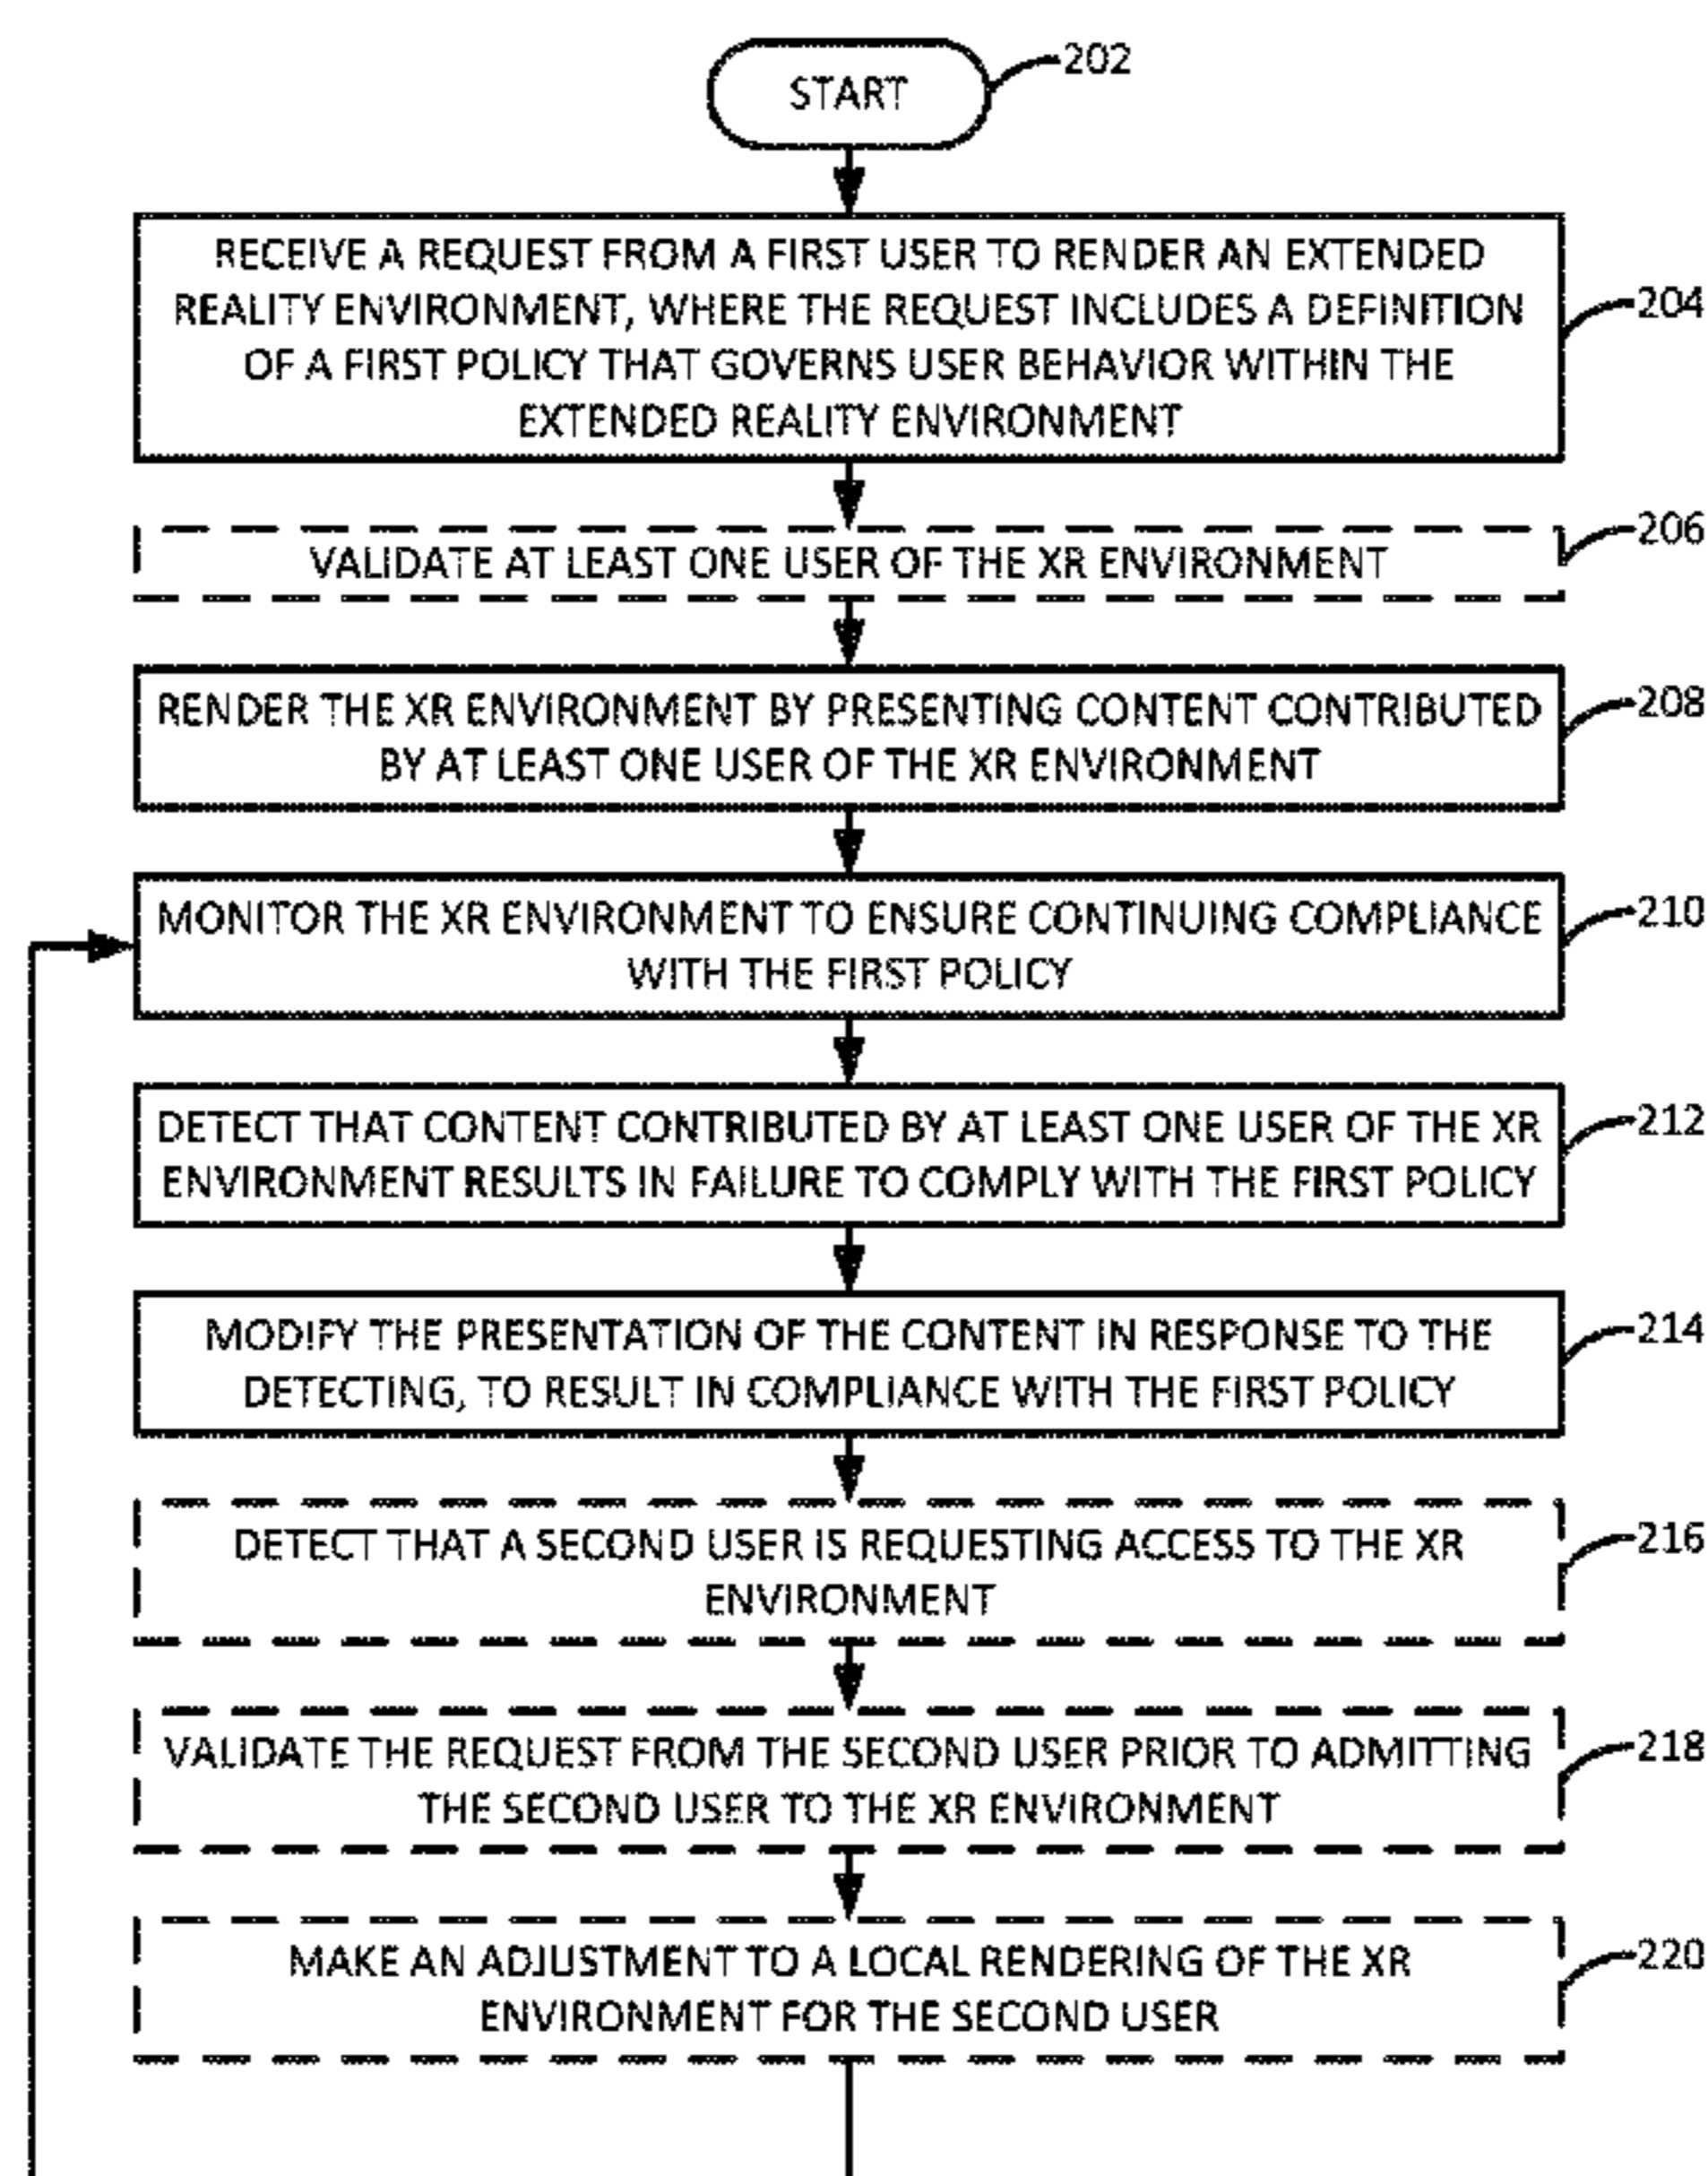 START
202
RECEIVE A REQUEST FROM A FIRST USER TO RENDER AN EXTENDED
REALITY ENVIRONMENT, WHERE THE REQUEST INCLUDES A DEFINITION
OF A FIRST POLICY THAT GOVERNS USER BEHAVIOR WITHIN THE
EXTENDED REALITY ENVIRONMENT
204
VALIDATE AT LEAST ONE USER OF THE XR ENVIRONMENT
206
RENDER THE XR ENVIRONMENT BY PRESENTING CONTENT CONTRIBUTED
BY AT LEAST ONE USER OF THE XR ENVIRONMENT
208
MONITOR THE XR ENVIRONMENT TO ENSURE CONTINUING COMPLIANCE
WITH THE FIRST POLICY
210
DETECT THAT CONTENT CONTRIBUTED BY AT LEAST ONE USER OF THE XR
ENVIRONMENT RESULTS IN FAILURE TO COMPLY WITH THE FIRST POLICY
212
MODIFY THE PRESENTATION OF THE CONTENT IN RESPONSE TO THE
DETECTING, TO RESULT IN COMPLIANCE WITH THE FIRST POLICY
214
DETECT THAT A SECOND USER IS REQUESTING ACCESS TO THE XR
ENVIRONMENT
216
VALIDATE THE REQUEST FROM THE SECOND USER PRIOR TO ADMITTING
THE SECOND USER TO THE XR ENVIRONMENT
218
MAKE AN ADJUSTMENT TO A LOCAL RENDERING OF THE XR
ENVIRONMENT FOR THE SECOND USER
220